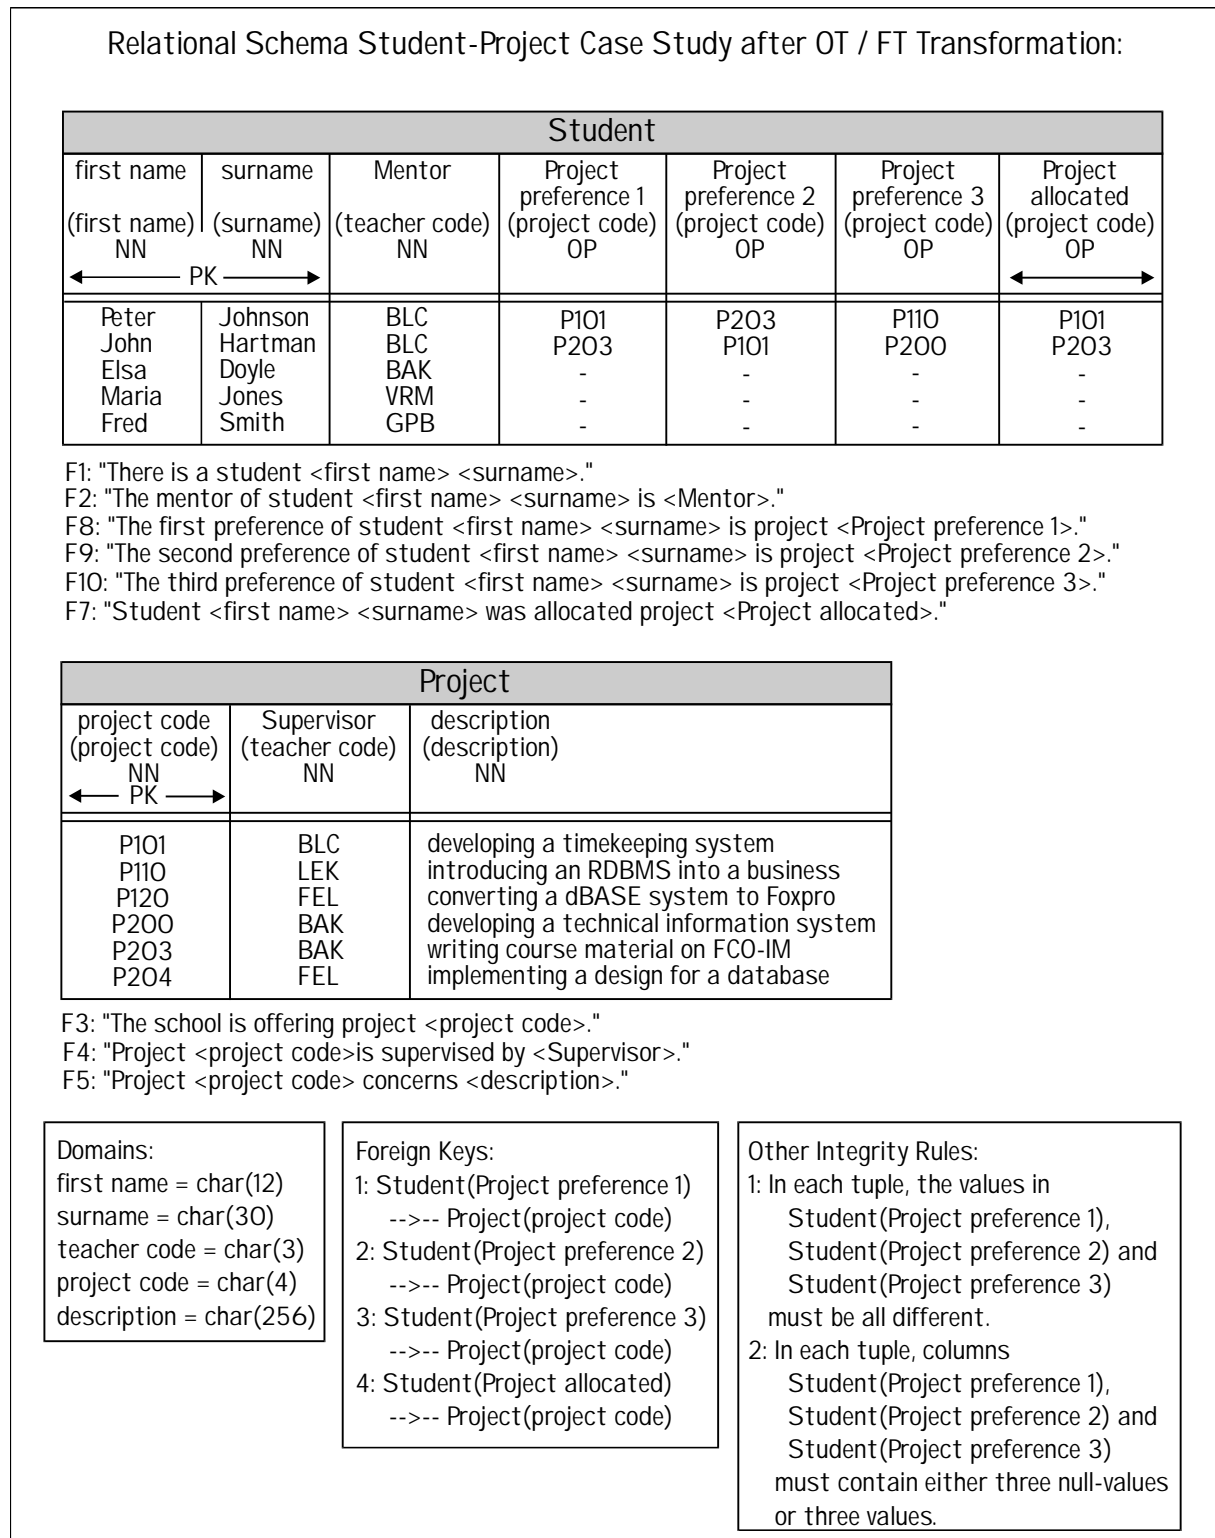 Relational Schema Student-Project Case Study after OT / FT Transformation:
Student
first name surname Mentor Project Project Project Project
preference 1 preference 2 preference 3 allocated
(first name) (surname) (teacher code) (project code) (project code) (project code) (project code)
NN NN NN OP OP OP OP
PK
Peter Johnson BLC P101 P203 P110 P101
John Hartman BLC P203 P101 P200 P203
Elsa Doyle BAK - - - -
Maria Jones VRM - - - -
Fred Smith GPB - - - -
F1: "There is a student <first name> <surname>."
F2: "The mentor of student <first name> <surname> is <Mentor>."
F8: "The first preference of student <first name> <surname> is project <Project preference 1>."
F9: "The second preference of student <first name> <surname> is project <Project preference 2>."
F10: "The third preference of student <first name> <surname> is project <Project preference 3>."
F7: "Student <first name> <surname> was allocated project <Project allocated>."
Project
project code Supervisor description
(project code) (teacher code) (description)
NN NN NN
PK
P101 BLC developing a timekeeping system
P110 LEK introducing an RDBMS into a business
P120 FEL converting a dBASE system to Foxpro
P200 BAK developing a technical information system
P203 BAK writing course material on FCO-IM
P204 FEL implementing a design for a database
F3: "The school is offering project <project code>."
F4: "Project <project code>is supervised by <Supervisor>."
F5: "Project <project code> concerns <description>."
Domains:
first name = char(12)
surname = char(30)
teacher code = char(3)
project code = char(4)
description = char(256)
Foreign Keys:
1: Student(Project preference 1)
-->-- Project(project code)
2: Student(Project preference 2)
-->-- Project(project code)
3: Student(Project preference 3)
-->-- Project(project code)
4: Student(Project allocated)
-->-- Project(project code)
Other Integrity Rules:
1: In each tuple, the values in
Student(Project preference 1),
Student(Project preference 2) and
Student(Project preference 3)
must be all different.
2: In each tuple, columns
Student(Project preference 1),
Student(Project preference 2) and
Student(Project preference 3)
must contain either three null-values
or three values.